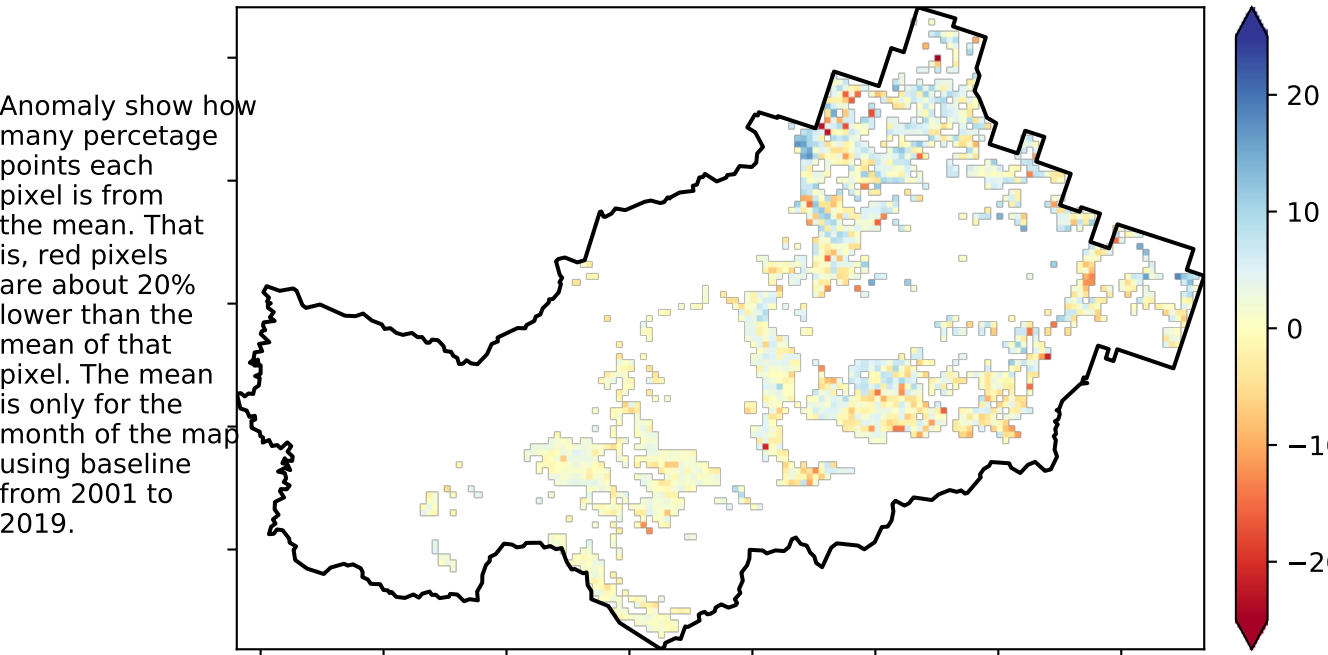 Anomaly show how
many percetage
points each
pixel is from
the mean. That
is, red pixels
are about 20%
lower than the
mean of that
pixel. The mean
is only for the
month of the map
using baseline
from 2001 to
2019.
20
10
0
−10
−20